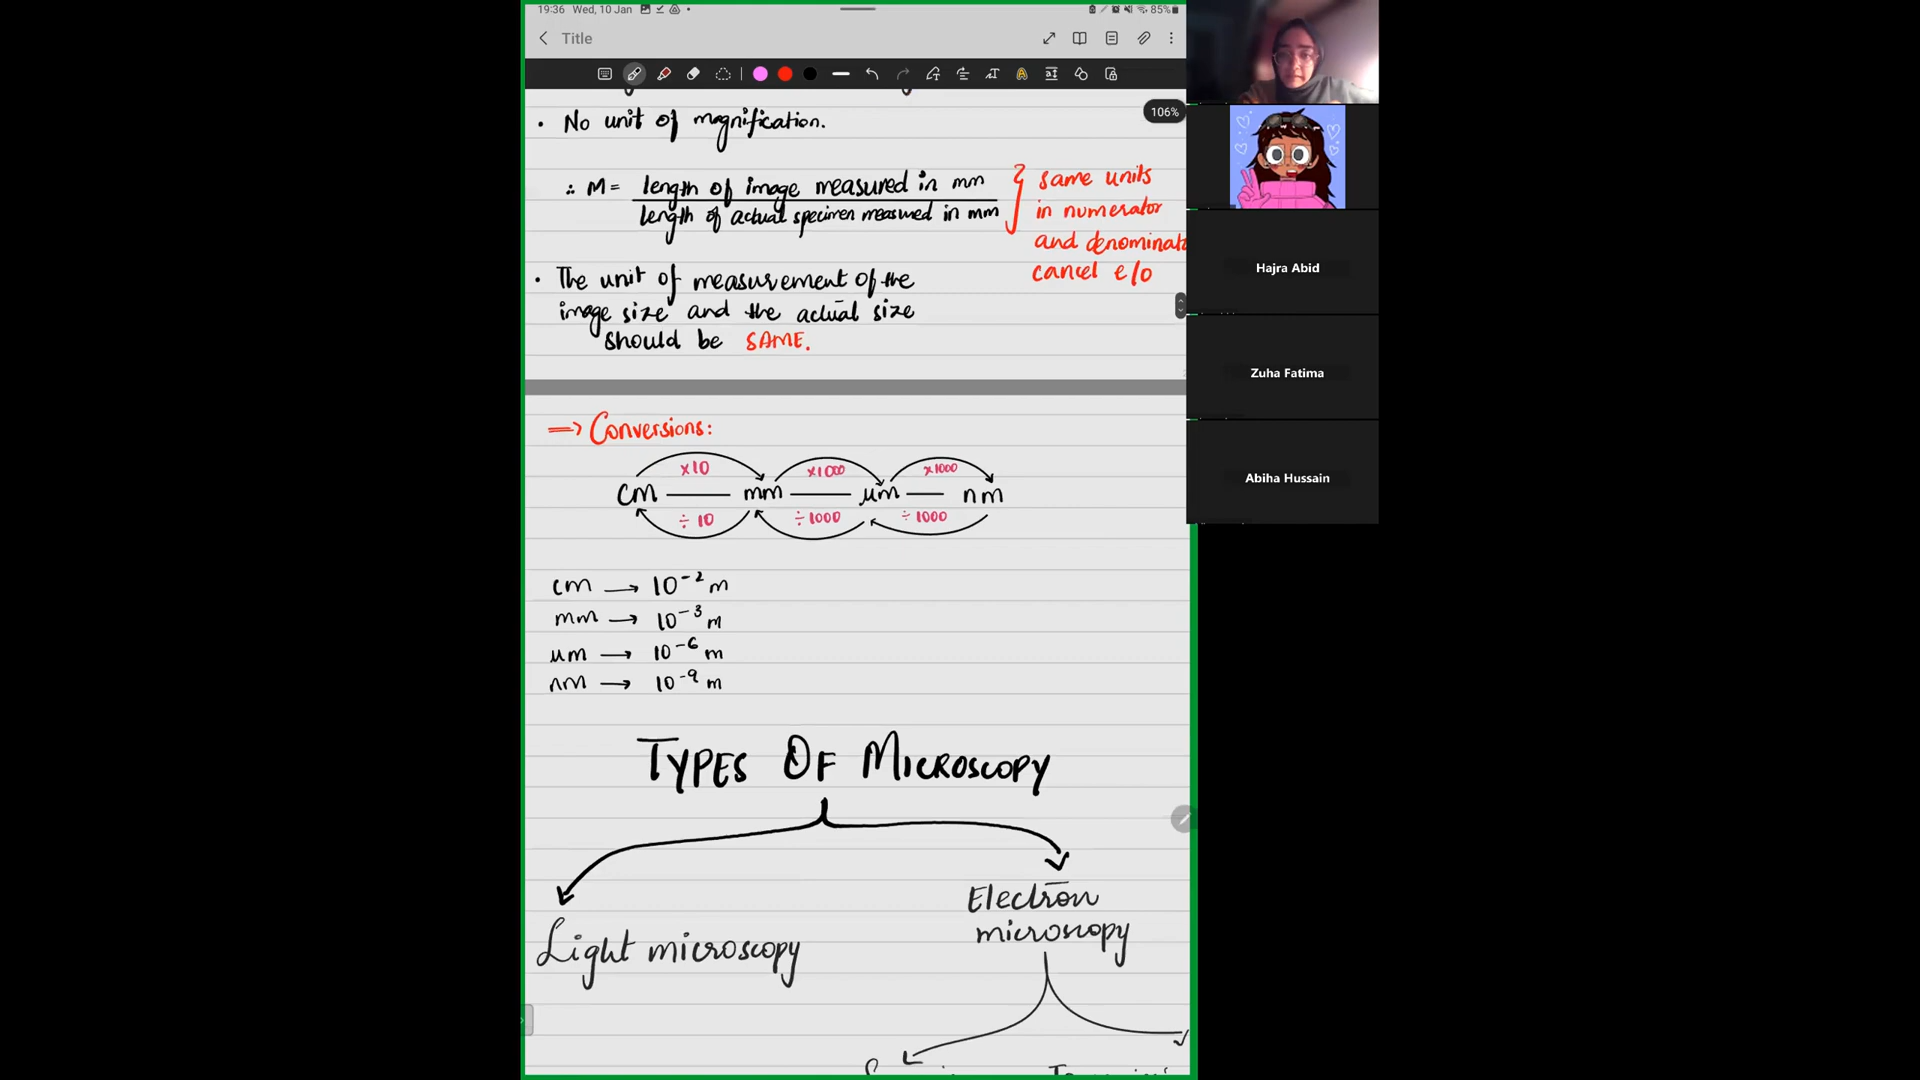 19:36 Wed, 10 Jan
85%
Title
106%
• No unit of magnification.
∴ M = length of image measured in mm
length of actual specimen measured in mm
same units
in numerator
and denominat
cancel e/o
• The unit of measurement of the
image size and the actual size
should be SAME.
⟹ Conversions:
×10 ×1000 ×1000
cm — mm — µm — nm
÷10 ÷1000 ÷1000
cm → 10⁻² m
mm → 10⁻³ m
µm → 10⁻⁶ m
nm → 10⁻⁹ m
TYPES OF MICROSCOPY
Light microscopy
Electron
microscopy
Hajra Abid
Zuha Fatima
Abiha Hussain